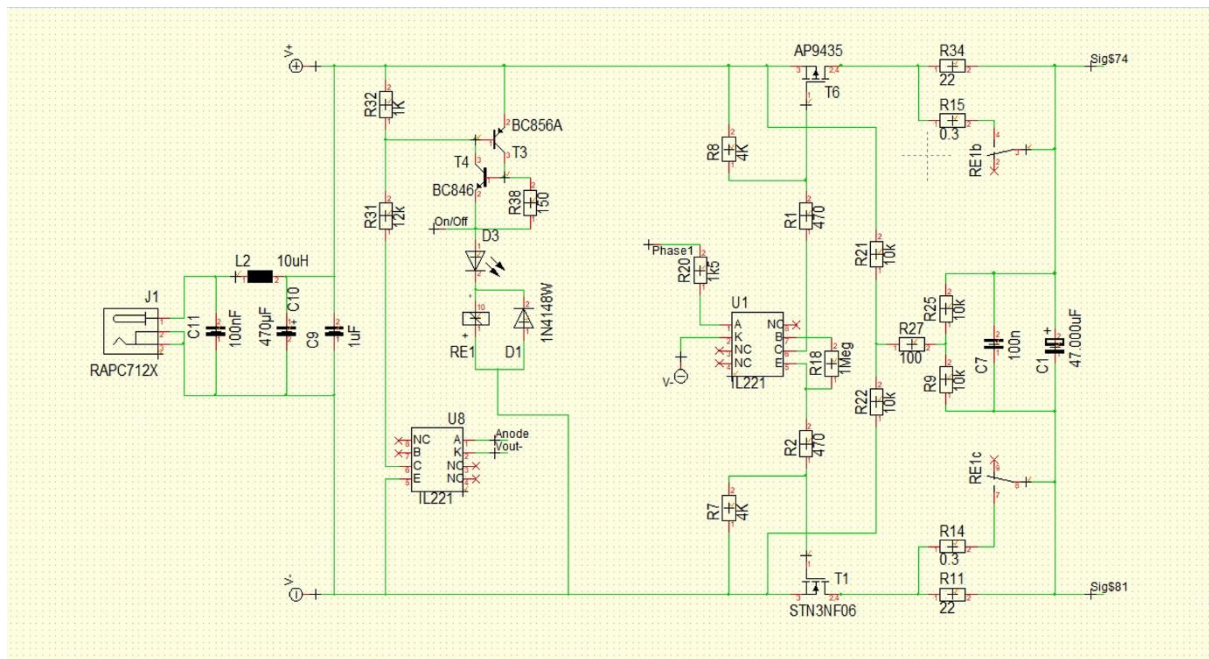 V+
AP9435
T6
R34
22
Sig$74
R32
1K
BC856A
T3
T4
BC846
R38
150
On/Off
R31
12k
D3
R8
4K
R15
0.3
RE1b
R1
470
Phase1
R20
1k5
R21
10k
J1
RAPC712X
C11
100nF
L2
10uH
C10
470µF
C9
1uF
RE1
D1
1N4148W
U1
A
K
NC
NC
NC
B
C
E
IL221
V-
R18
1Meg
R27
100
R25
10k
R9
10k
C7
100n
C1
47.000uF
R22
10k
U8
NC
B
C
E
A
K
NC
NC
IL221
Anode
Vout-
R2
470
R7
4K
RE1c
R14
0.3
V-
T1
STN3NF06
R11
22
Sig$81